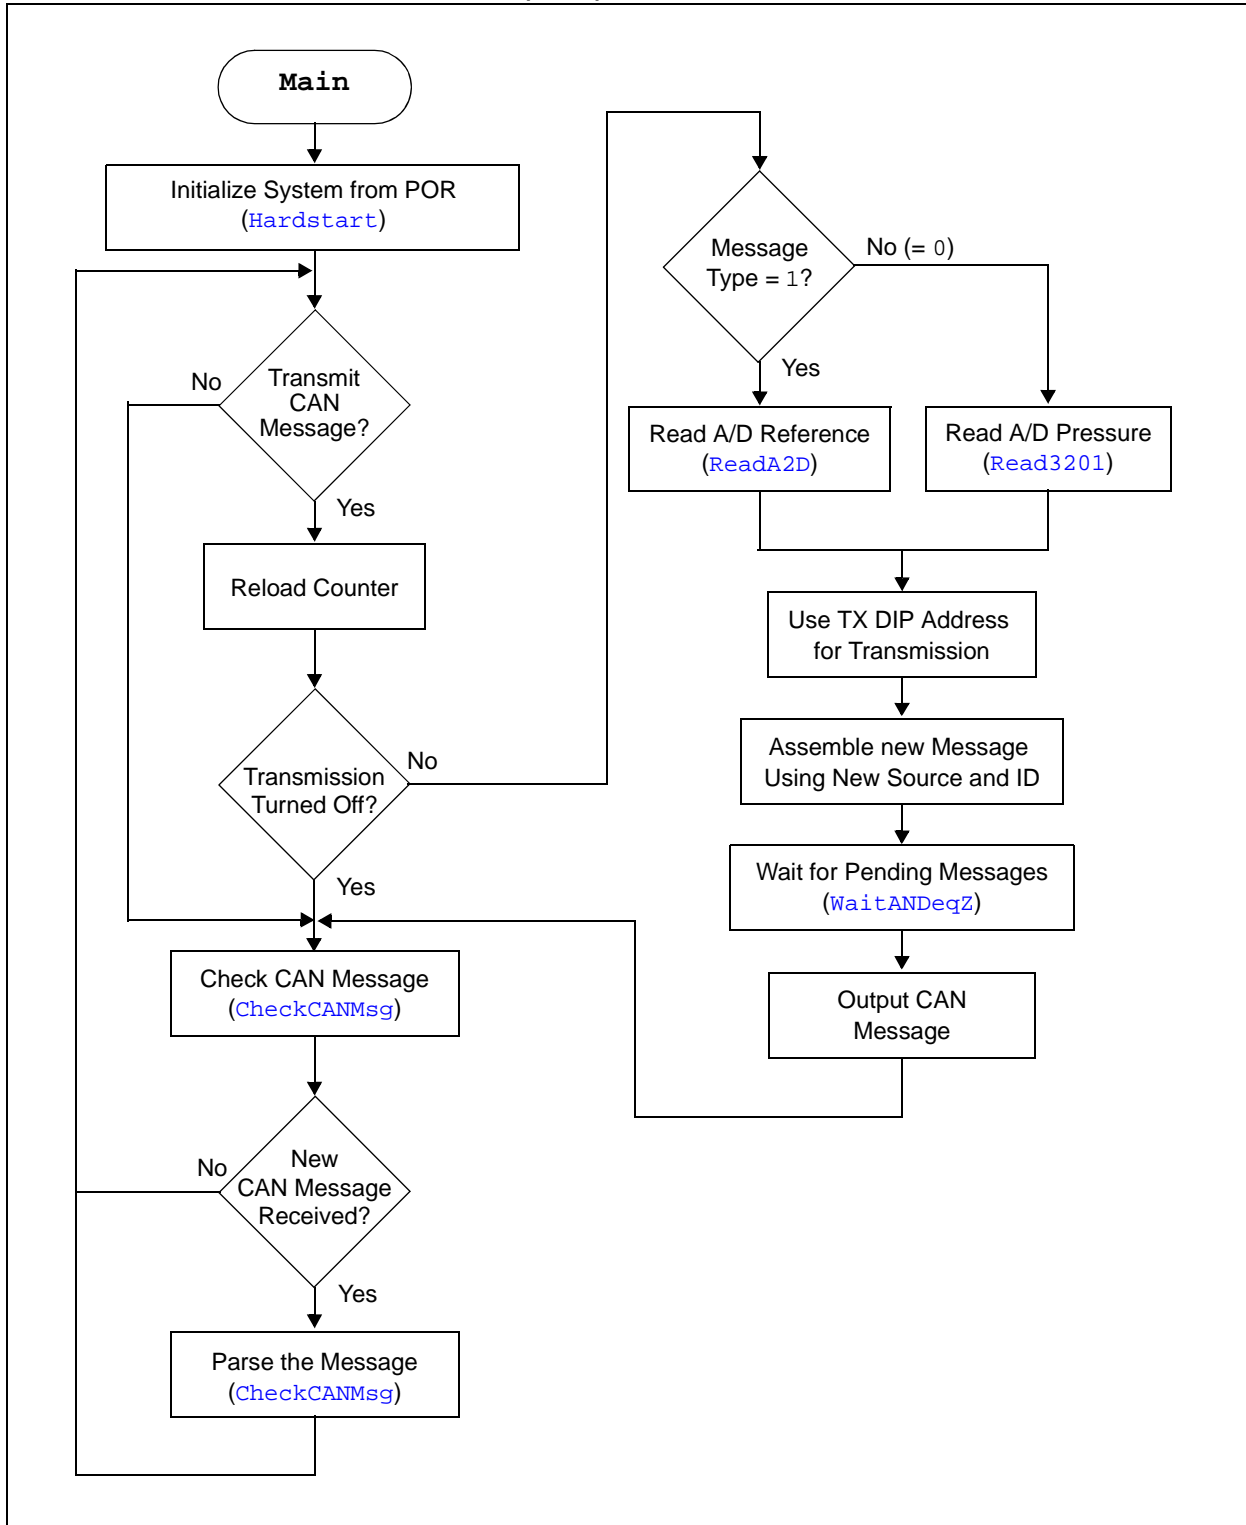 Main
Initialize System from POR
(Hardstart)
No
Transmit
CAN
Message?
Yes
Reload Counter
No
Transmission
Turned Off?
Yes
Check CAN Message
(CheckCANMsg)
No
New
CAN Message
Received?
Yes
Parse the Message
(CheckCANMsg)
Message
Type = 1?
No (= 0)
Yes
Read A/D Reference
(ReadA2D)
Read A/D Pressure
(Read3201)
Use TX DIP Address
for Transmission
Assemble new Message
Using New Source and ID
Wait for Pending Messages
(WaitANDeqZ)
Output CAN
Message